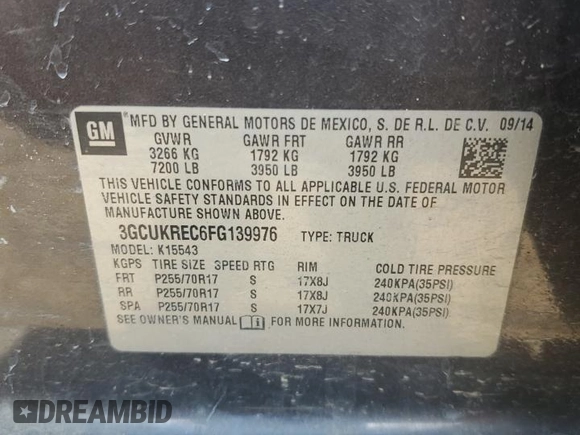 GM
MFD BY GENERAL MOTORS DE MEXICO, S. DE R.L. DE C.V. 09/14
GVWR GAWR FRT GAWR RR
3266 KG 1792 KG 1792 KG
7200 LB 3950 LB 3950 LB
THIS VEHICLE CONFORMS TO ALL APPLICABLE U.S. FEDERAL MOTOR
VEHICLE SAFETY STANDARDS IN EFFECT ON THE DATE OF
MANUFACTURE SHOWN ABOVE.
3GCUKREC6FG139976 TYPE: TRUCK
MODEL: K15543
KGPS TIRE SIZE SPEED RTG RIM COLD TIRE PRESSURE
FRT P255/70R17 S 17X8J 240KPA(35PSI)
RR P255/70R17 S 17X8J 240KPA(35PSI)
SPA P255/70R17 S 17X7J 240KPA(35PSI)
SEE OWNER'S MANUAL FOR MORE INFORMATION.
DREAMBID